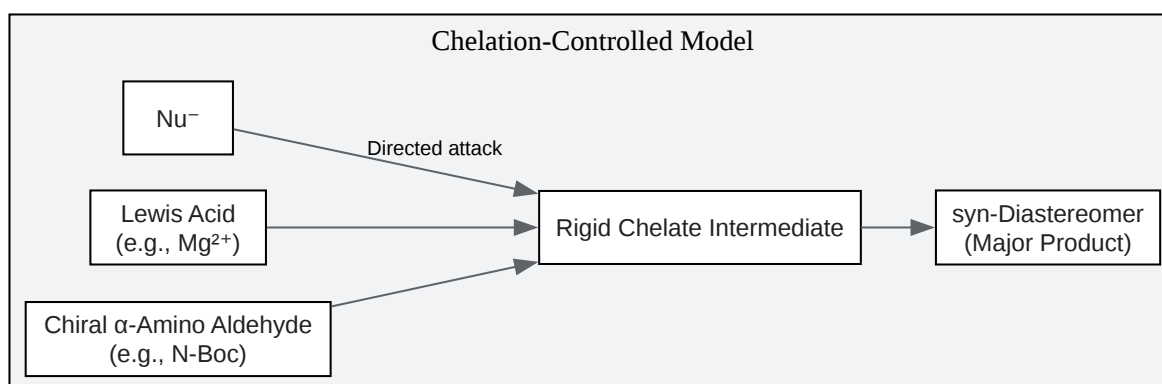 Chelation-Controlled Model
Nu⁻
Directed attack
Lewis Acid
(e.g., Mg²⁺)
Rigid Chelate Intermediate
syn-Diastereomer
(Major Product)
Chiral α-Amino Aldehyde
(e.g., N-Boc)